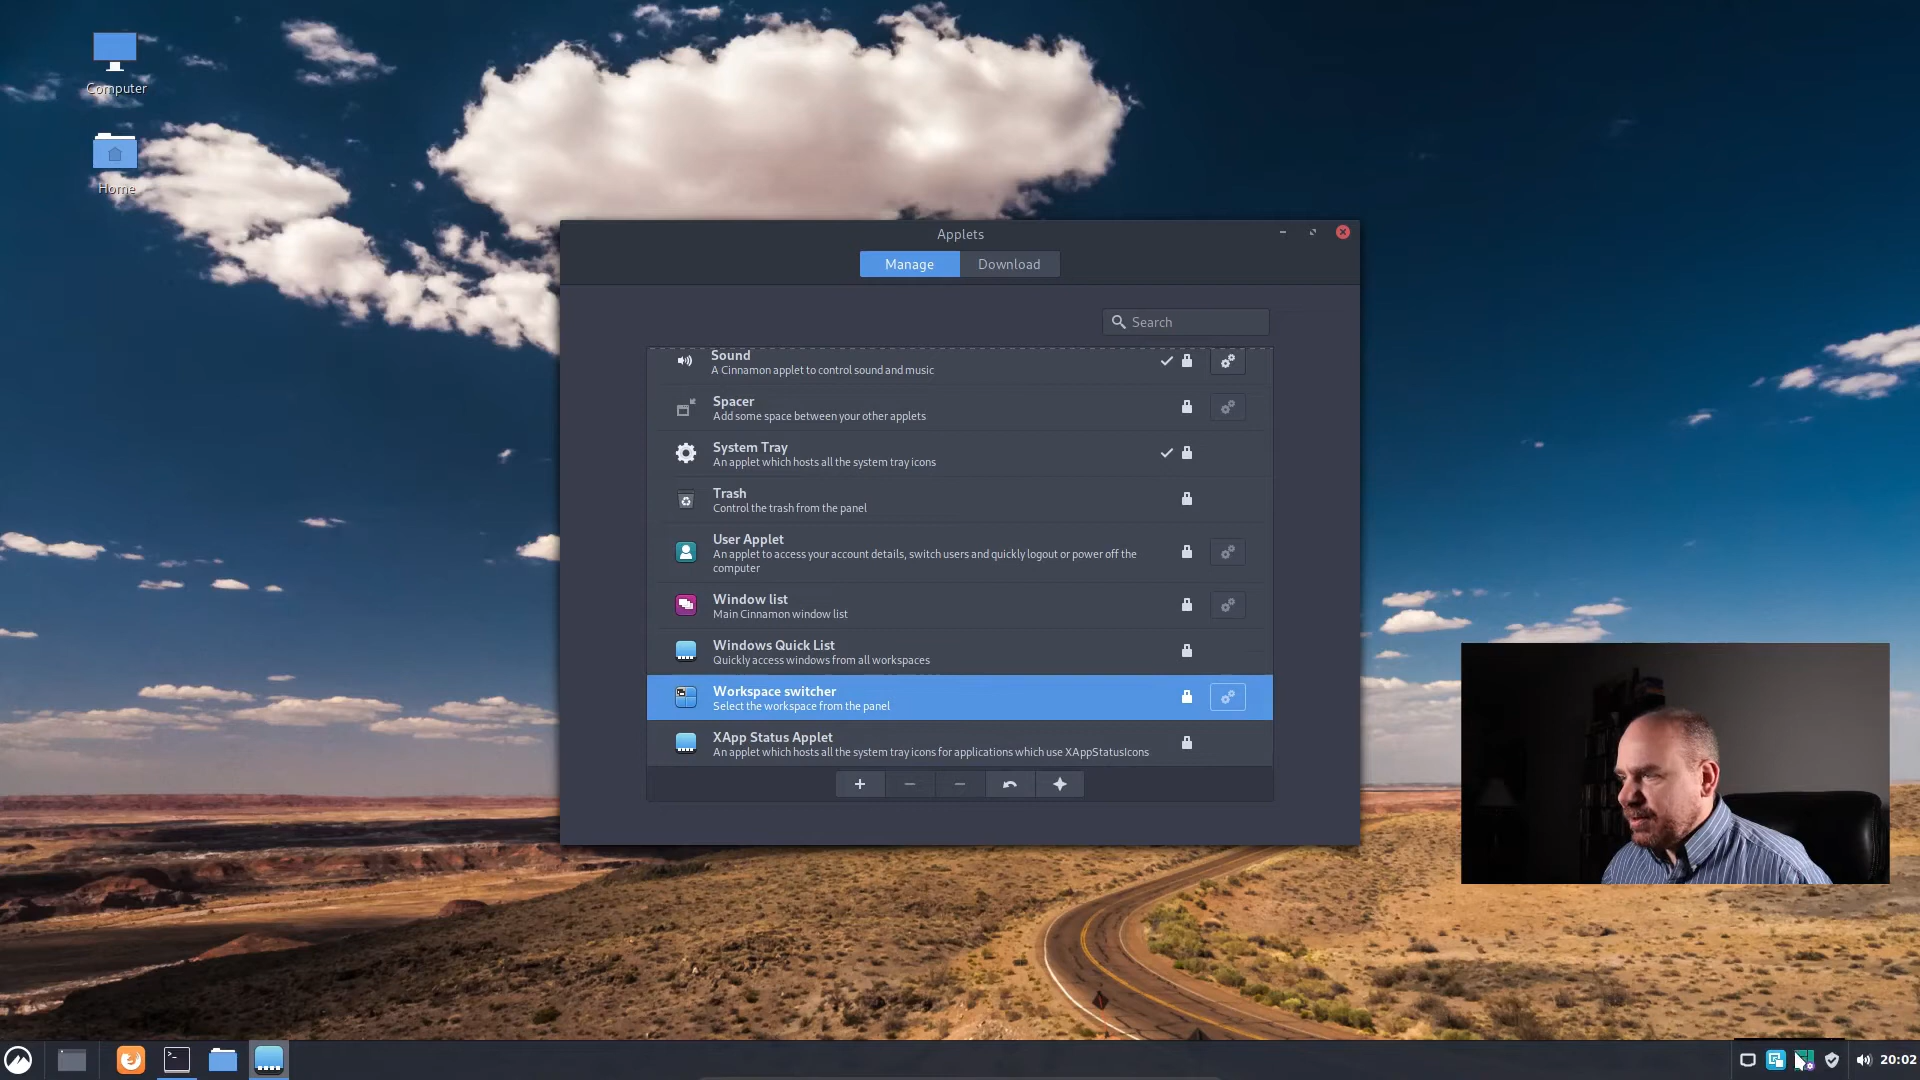 Computer
Home
Applets
Manage
Download
Search
Sound
A Cinnamon applet to control sound and music
Spacer
Add some space between your other applets
System Tray
An applet which hosts all the system tray icons
Trash
Control the trash from the panel
User Applet
An applet to access your account details, switch users and quickly logout or power off the
computer
Window list
Main Cinnamon window list
Windows Quick List
Quickly access windows from all workspaces
Workspace switcher
Select the workspace from the panel
XApp Status Applet
An applet which hosts all the system tray icons for applications which use XAppStatusIcons
20:02